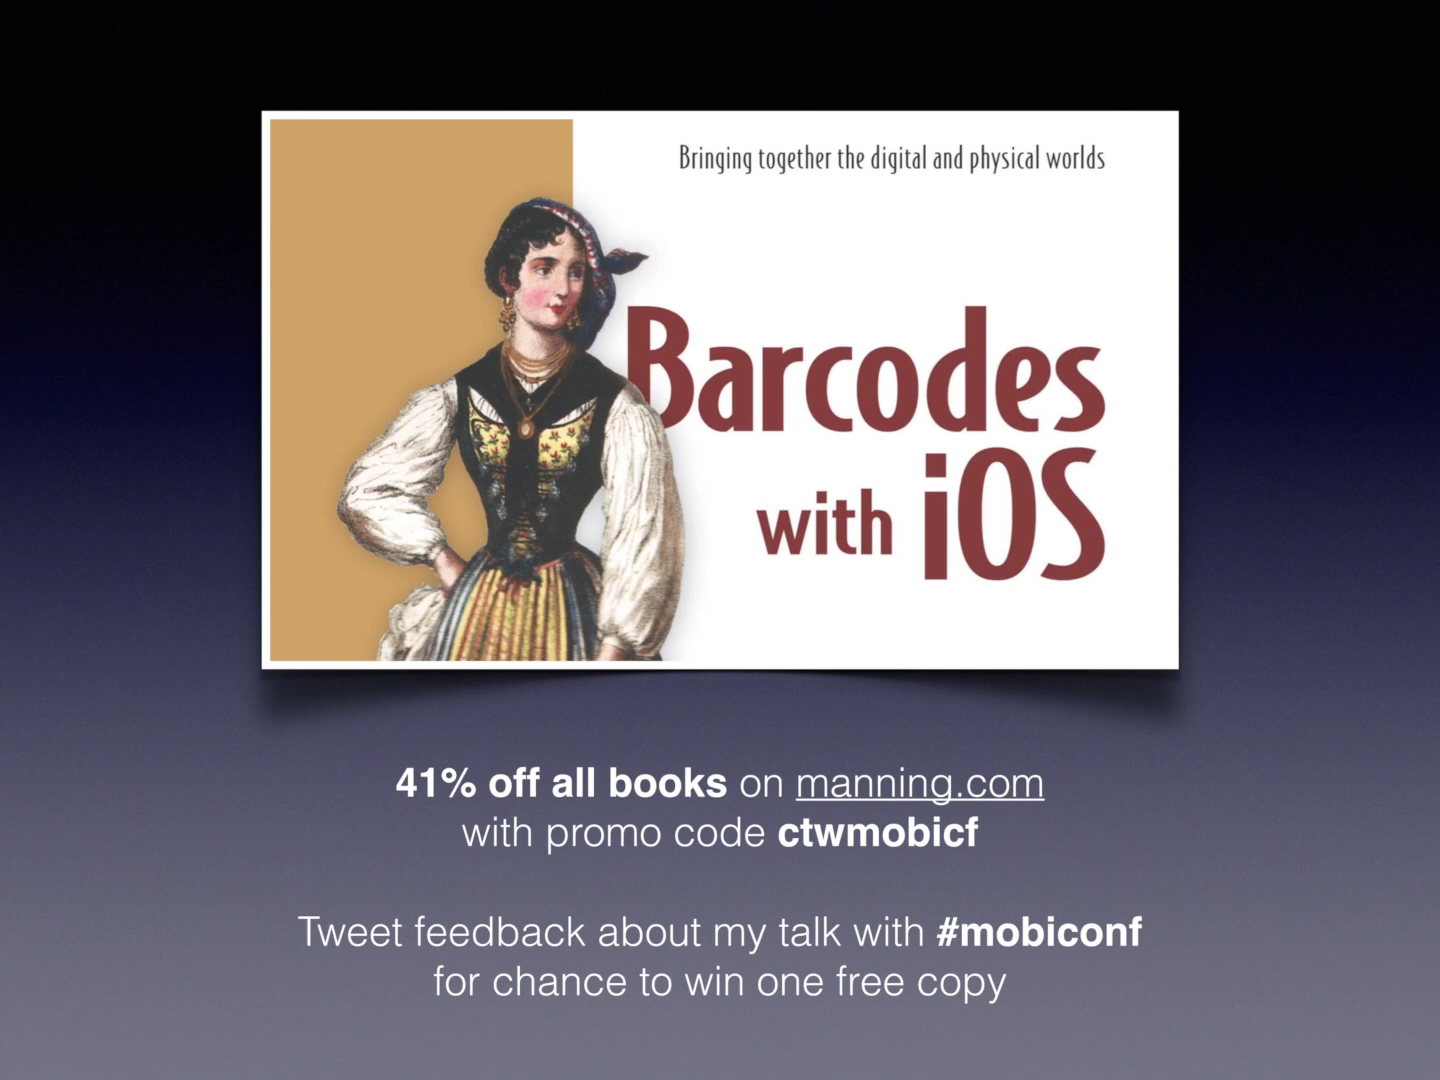 Bringing together the digital and physical worlds
Barcodes
with iOS
41% off all books on manning.com
with promo code ctwmobicf
Tweet feedback about my talk with #mobiconf
for chance to win one free copy